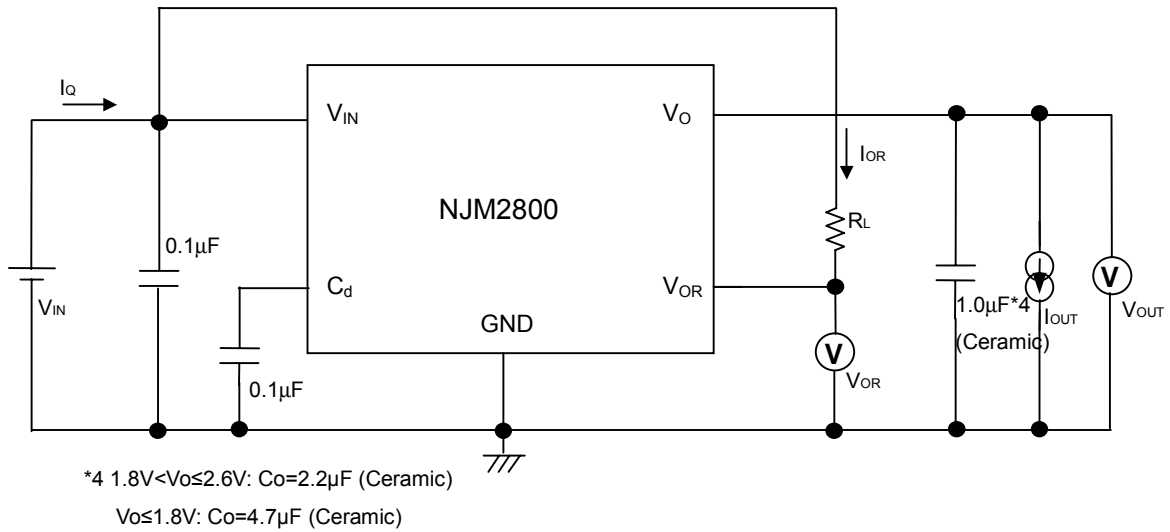 IQ
VIN
VO
IOR
NJM2800
RL
0.1µF
Cd
VOR
VIN
GND
1.0µF*4
IOUT
V
VOUT
(Ceramic)
V
VOR
0.1µF
*4 1.8V<Vo≤2.6V: Co=2.2µF (Ceramic)
Vo≤1.8V: Co=4.7µF (Ceramic)